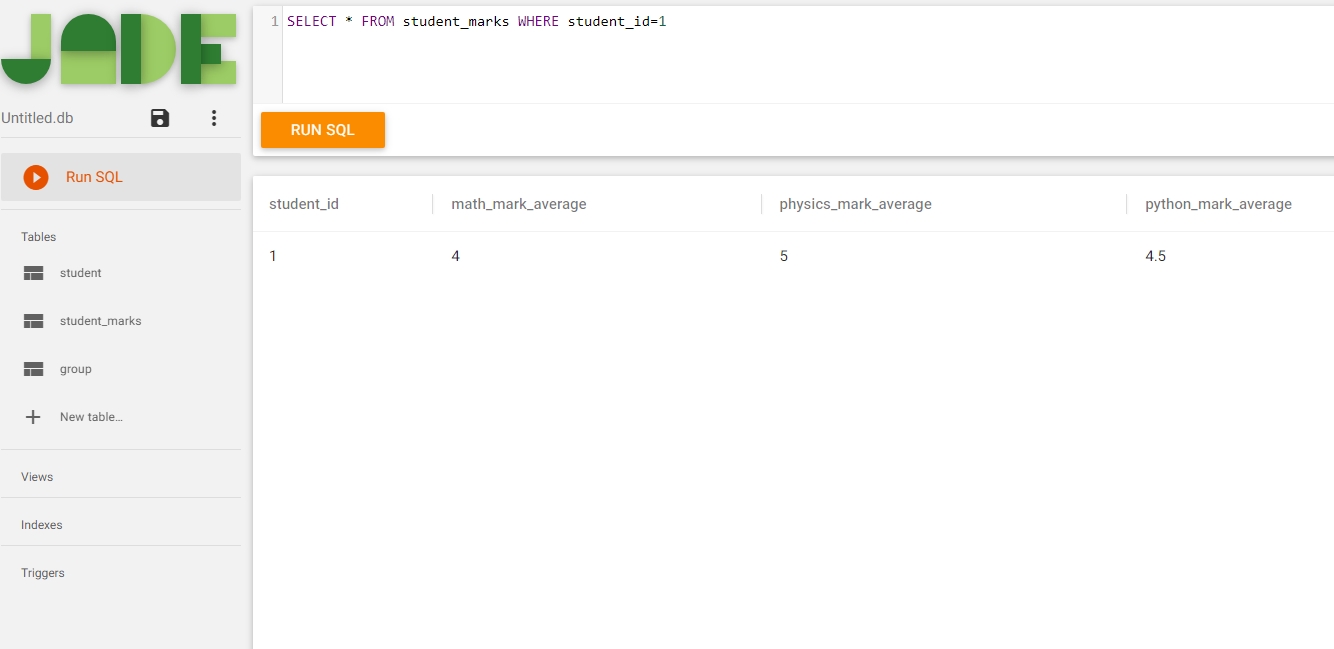 JADE
Untitled.db
Run SQL
Tables
student
student_marks
group
New table...
Views
Indexes
Triggers
1 SELECT * FROM student_marks WHERE student_id=1
RUN SQL
student_id math_mark_average physics_mark_average python_mark_average
1 4 5 4.5